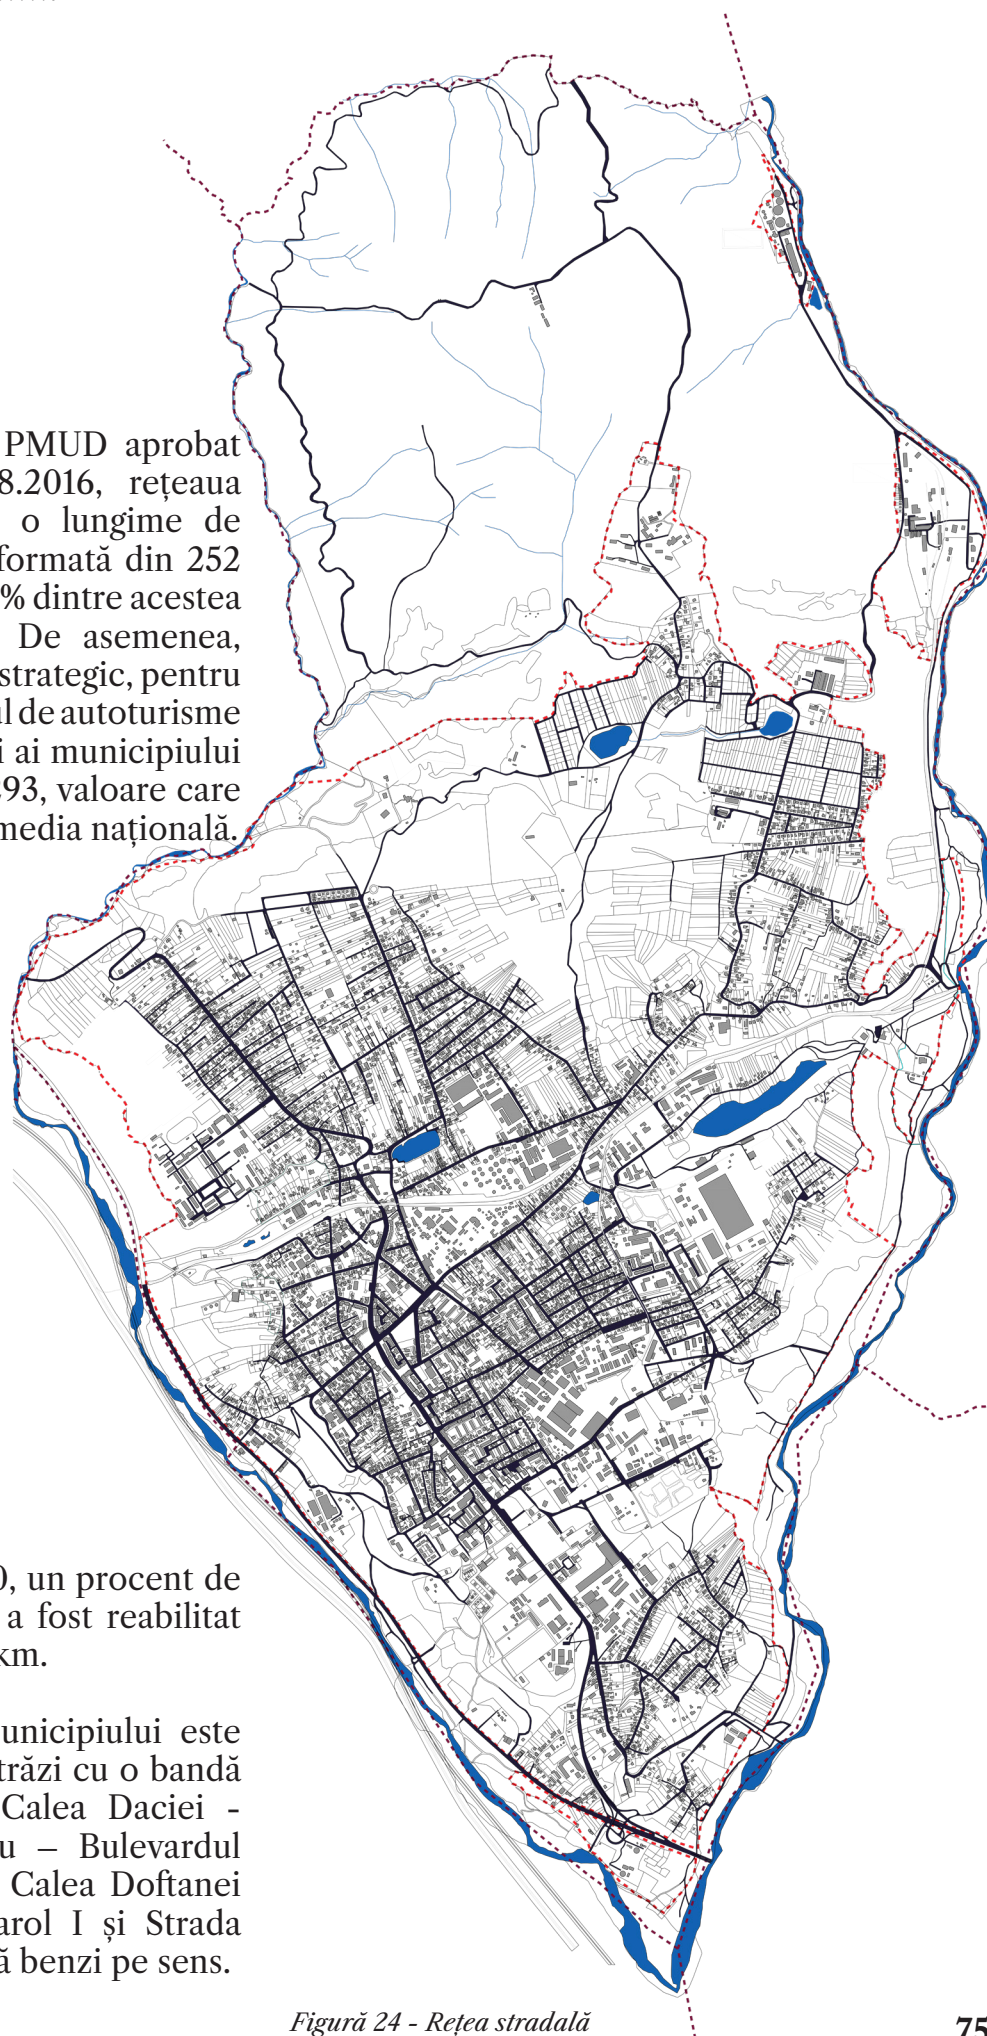 PMUD aprobat
8.2016, rețeaua
o lungime de
formată din 252
% dintre acestea
De asemenea,
strategic, pentru
de autoturisme
ai municipiului
293, valoare care
media națională.
0, un procent de
a fost reabilitat
km.
unicipiului este
trăzi cu o bandă
Calea Daciei -
u – Bulevardul
Calea Doftanei
arol I și Strada
ă benzi pe sens.
Figură 24 - Rețea stradală
75